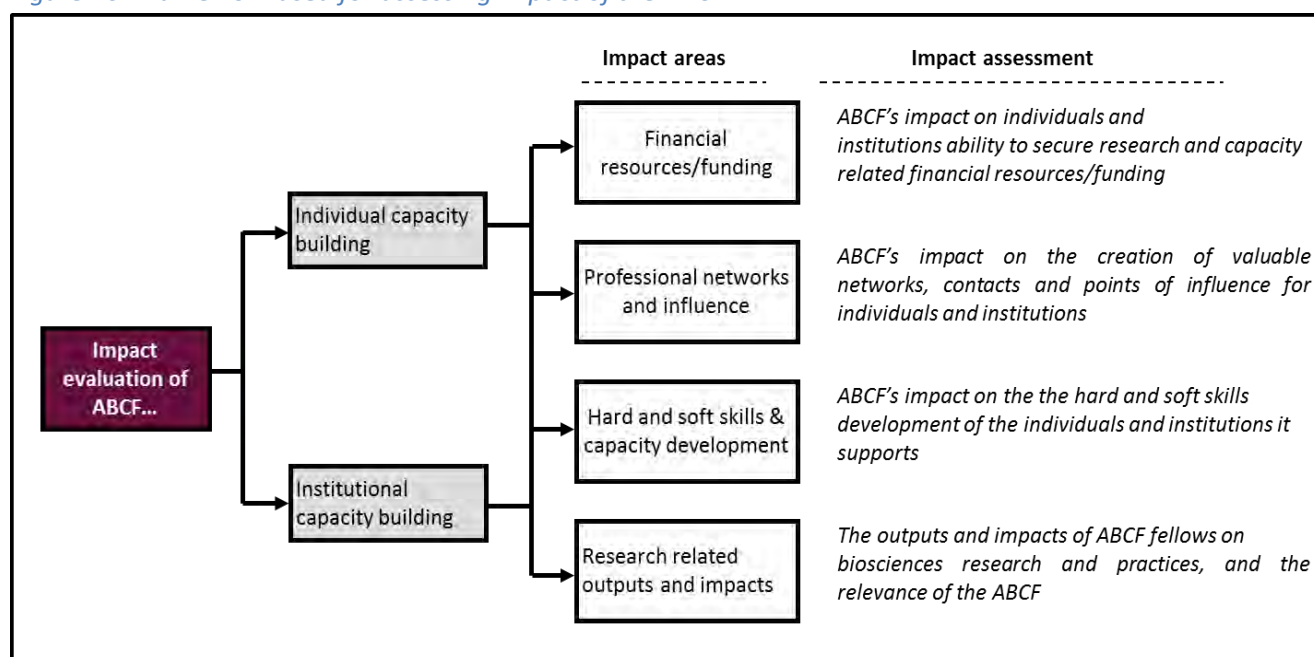 Impact areas
Impact assessment
Financial
resources/funding
ABCF's impact on individuals and
institutions ability to secure research and capacity
related financial resources/funding
Individual capacity
building
Professional networks
and influence
ABCF's impact on the creation of valuable
networks, contacts and points of influence for
individuals and institutions
Impact
evaluation of
ABCF...
Hard and soft skills &
capacity development
ABCF's impact on the the hard and soft skills
development of the individuals and institutions it
supports
Institutional
capacity building
Research related
outputs and impacts
The outputs and impacts of ABCF fellows on
biosciences research and practices, and the
relevance of the ABCF